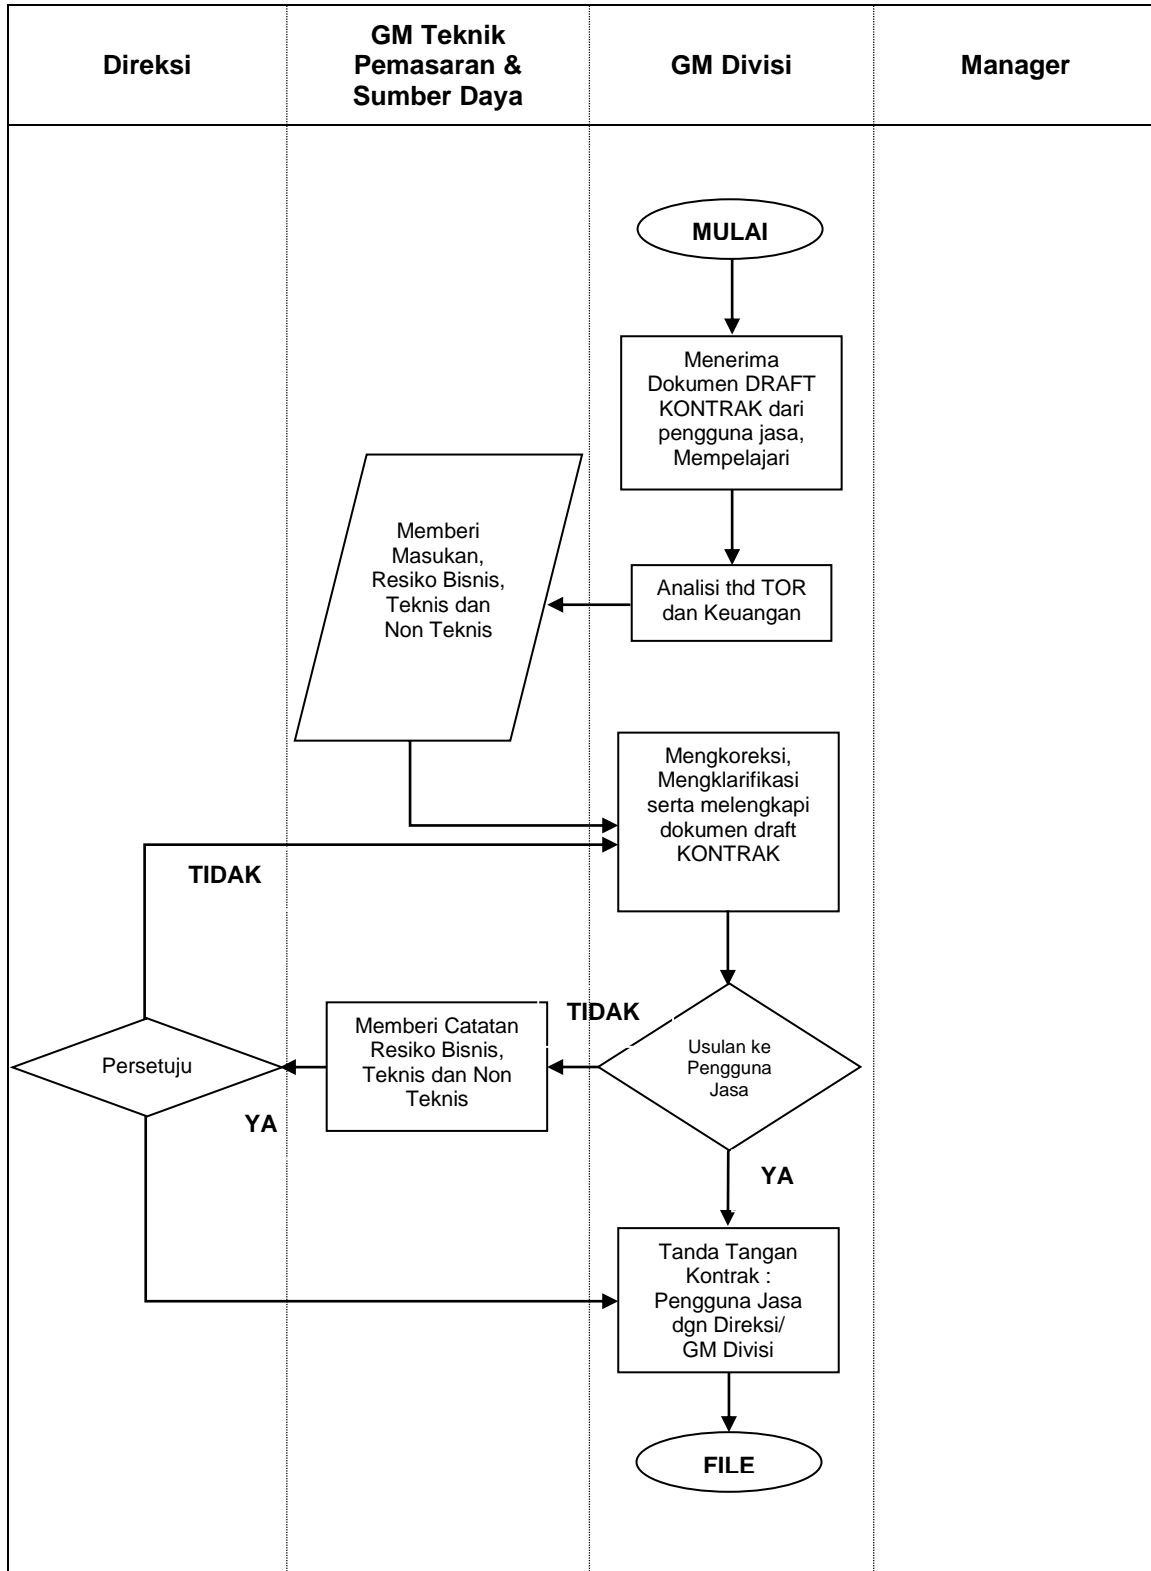 Direksi
GM Teknik
Pemasaran &
Sumber Daya
GM Divisi
Manager
MULAI
Menerima
Dokumen DRAFT
KONTRAK dari
pengguna jasa,
Mempelajari
Memberi
Masukan,
Resiko Bisnis,
Teknis dan
Non Teknis
Analisi thd TOR
dan Keuangan
Mengkoreksi,
Mengklarifikasi
serta melengkapi
dokumen draft
KONTRAK
TIDAK
Persetuju
YA
Memberi Catatan
Resiko Bisnis,
Teknis dan Non
Teknis
TIDAK
Usulan ke
Pengguna
Jasa
YA
Tanda Tangan
Kontrak :
Pengguna Jasa
dgn Direksi/
GM Divisi
FILE